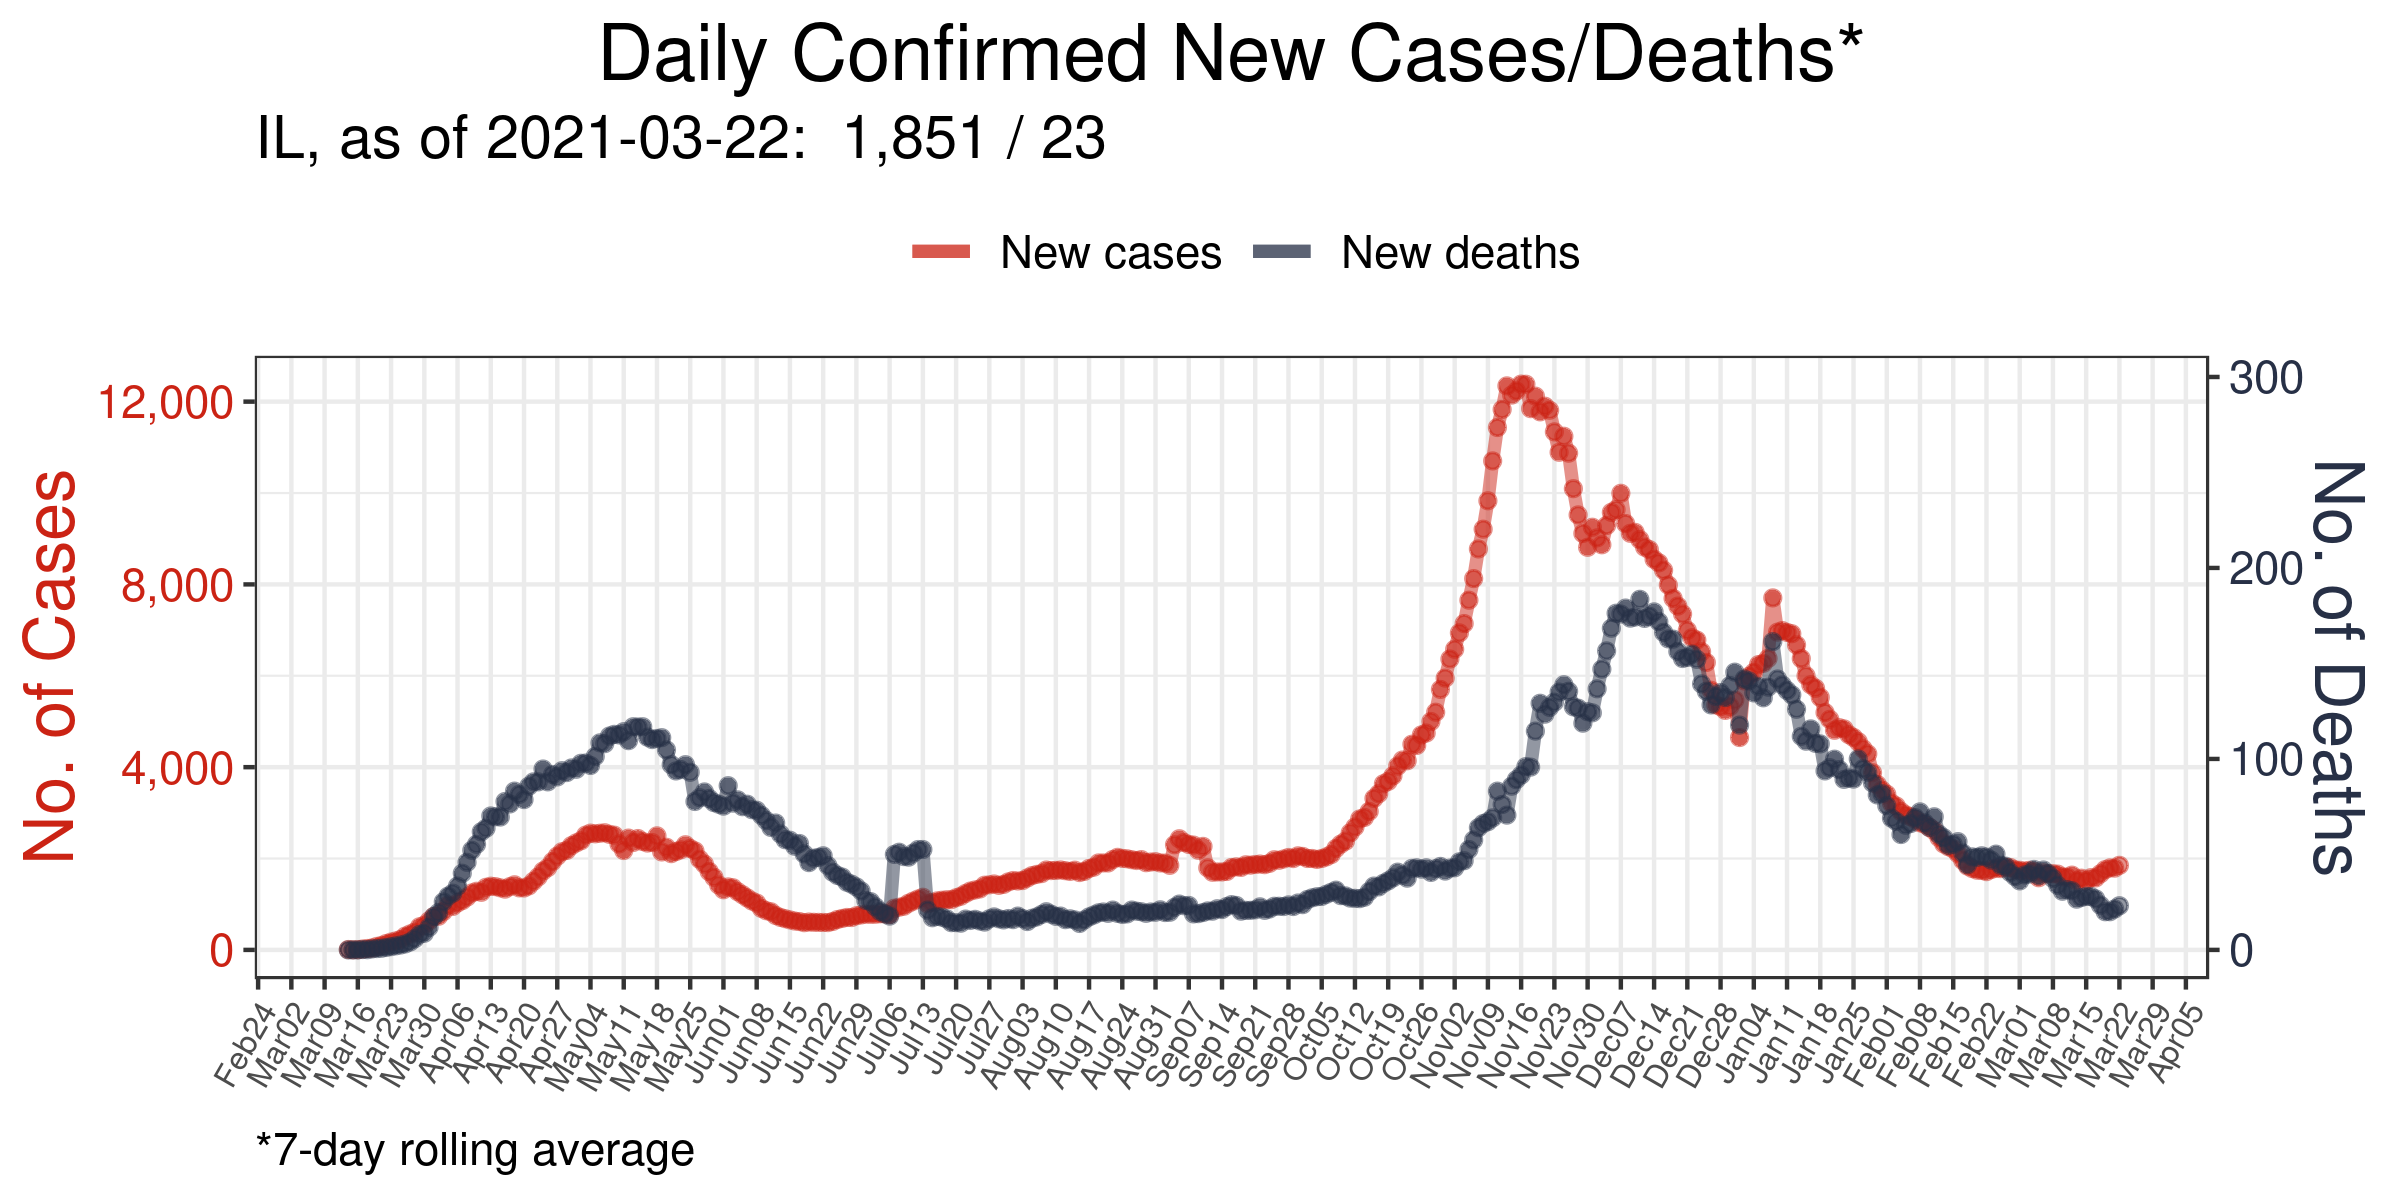 Daily Confirmed New Cases/Deaths*
IL, as of 2021-03-22:  1,851 / 23
New cases
New deaths
No. of Cases
12,000
8,000
4,000
0
300
200
100
0
No. of Deaths
Feb24
Mar02
Mar09
Mar16
Mar23
Mar30
Apr06
Apr13
Apr20
Apr27
May04
May11
May18
May25
Jun01
Jun08
Jun15
Jun22
Jun29
Jul06
Jul13
Jul20
Jul27
Aug03
Aug10
Aug17
Aug24
Aug31
Sep07
Sep14
Sep21
Sep28
Oct05
Oct12
Oct19
Oct26
Nov02
Nov09
Nov16
Nov23
Nov30
Dec07
Dec14
Dec21
Dec28
Jan04
Jan11
Jan18
Jan25
Feb01
Feb08
Feb15
Feb22
Mar01
Mar08
Mar15
Mar22
Mar29
Apr05
*7-day rolling average